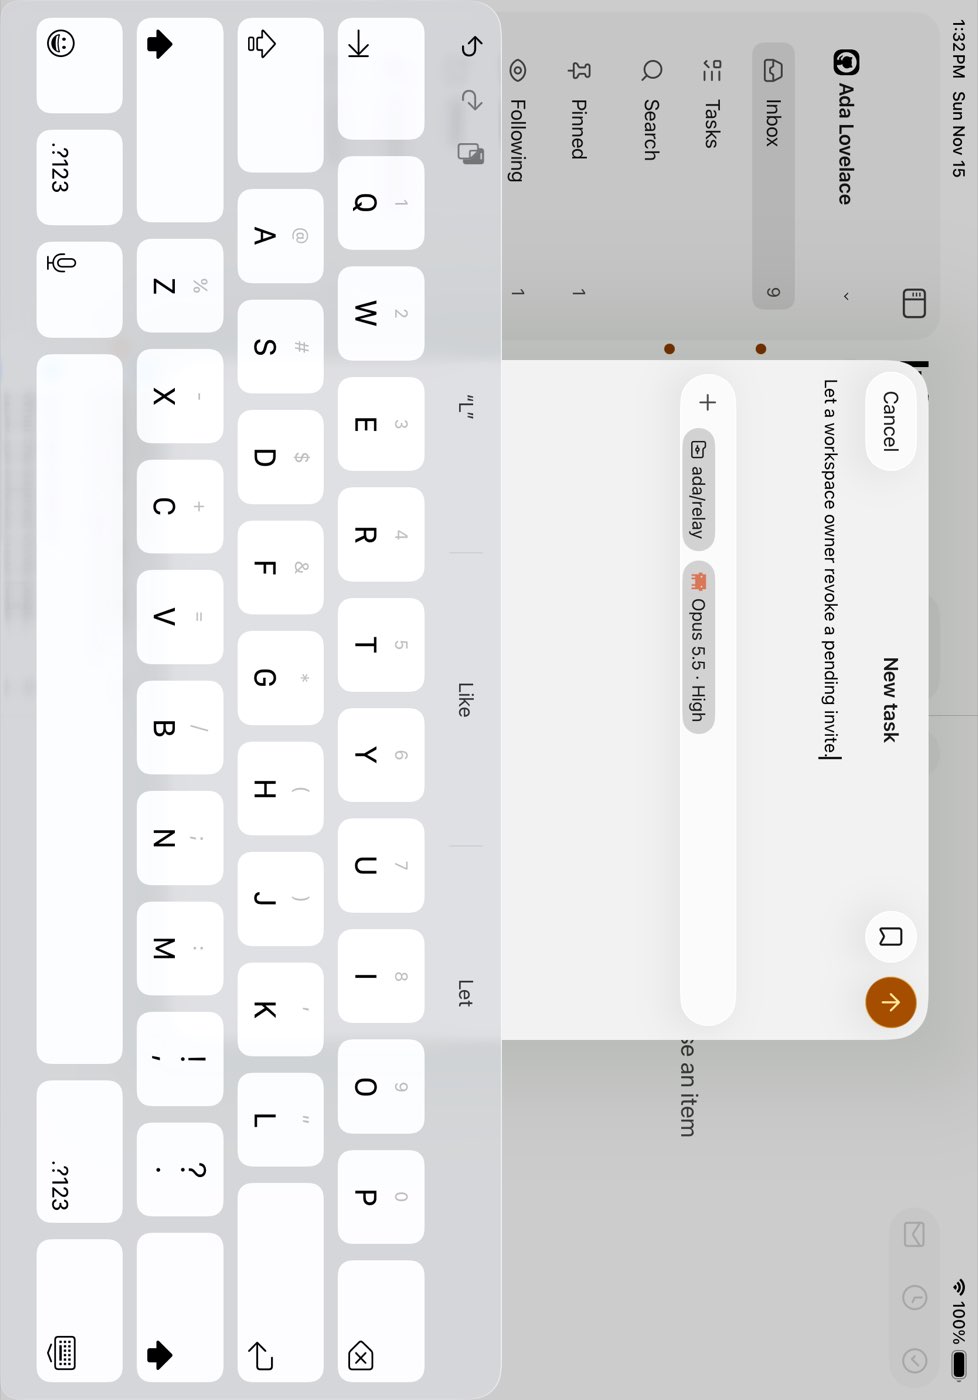 1:32 PM Sun Nov 15
100%
Ada Lovelace
Inbox 9
Tasks
Search
Pinned 1
Following 1
Cancel
New task
Let a workspace owner revoke a pending invite.
ada/relay
Opus 5.5 · High
se an item
“L”
Like
Let
1 2 3 4 5 6 7 8 9 0
Q W E R T Y U I O P
@ # $ & * ( ) ' "
A S D F G H J K L
% - + = / ; : ! ?
Z X C V B N M , .
.?123
.?123